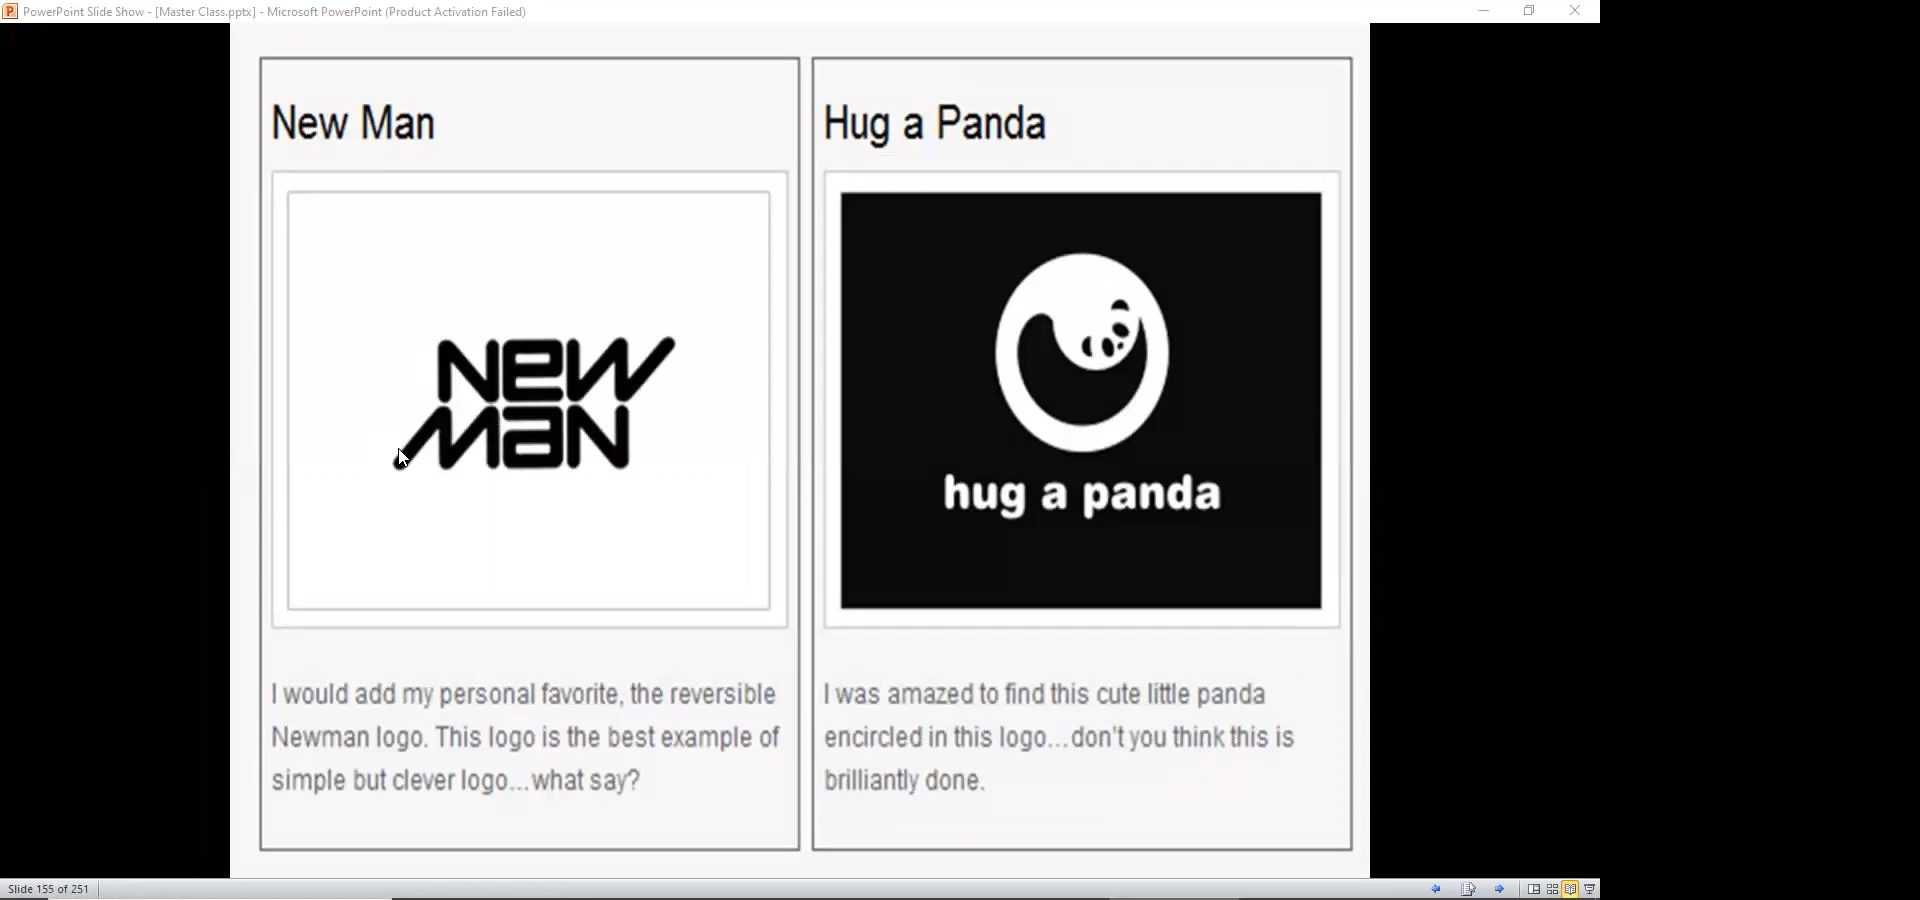 PowerPoint Slide Show - [Master Class.pptx] - Microsoft PowerPoint (Product Activation Failed)
New Man
New
Man
I would add my personal favorite, the reversible
Newman logo. This logo is the best example of
simple but clever logo...what say?
Hug a Panda
hug a panda
I was amazed to find this cute little panda
encircled in this logo...don't you think this is
brilliantly done.
Slide 155 of 251